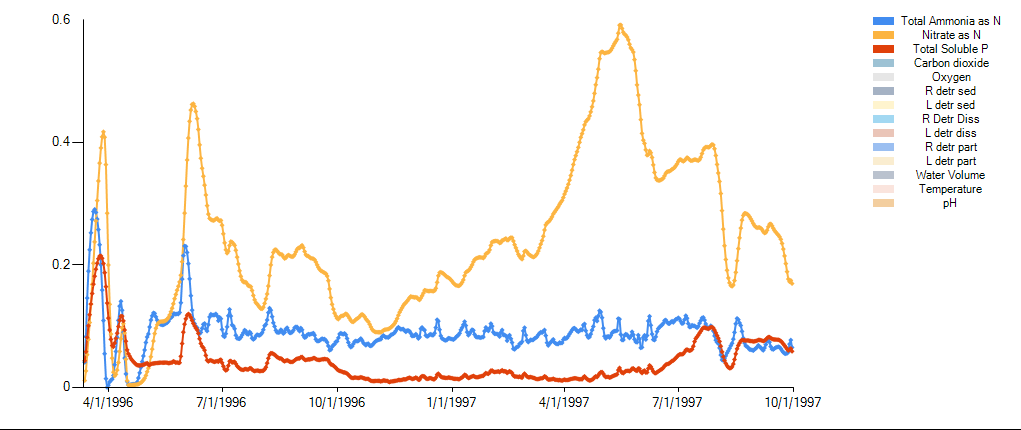 0.6
0.4
0.2
0
4/1/1996
7/1/1996
10/1/1996
1/1/1997
4/1/1997
7/1/1997
10/1/1997
Total Ammonia as N
Nitrate as N
Total Soluble P
Carbon dioxide
Oxygen
R detr sed
L detr sed
R Detr Diss
L detr diss
R detr part
L detr part
Water Volume
Temperature
pH